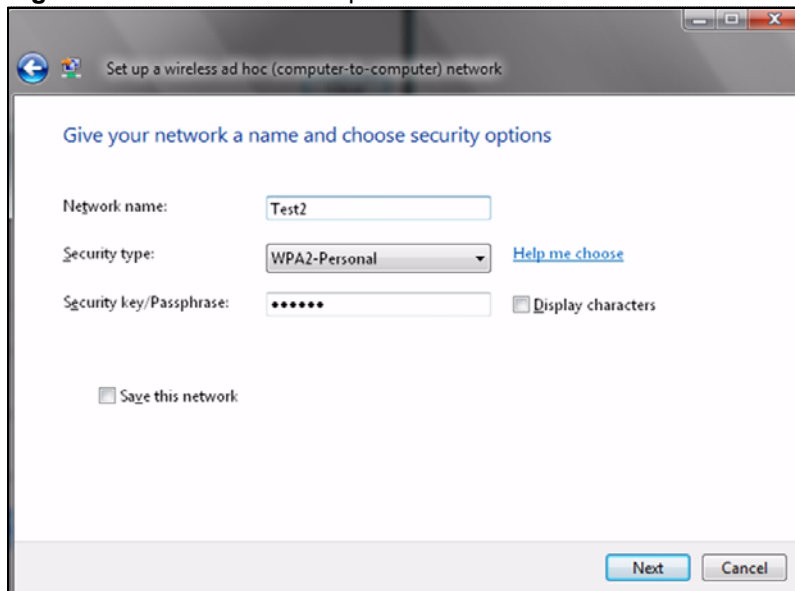 Set up a wireless ad hoc (computer-to-computer) network
Give your network a name and choose security options
Network name: Test2
Security type: WPA2-Personal Help me choose
Security key/Passphrase: •••••• Display characters
Save this network
Next Cancel